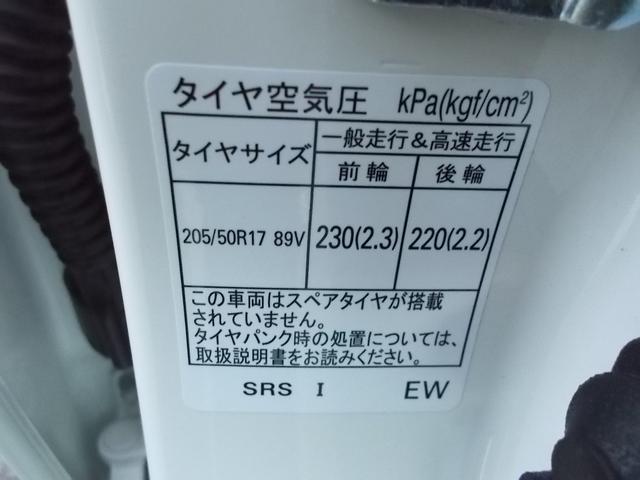 タイヤ空気圧 kPa(kgf/cm²)
タイヤサイズ 一般走行&高速走行
前輪 後輪
205/50R17 89V 230(2.3) 220(2.2)
この車両はスペアタイヤが搭載
されていません。
タイヤパンク時の処置については、
取扱説明書をお読みください。
SRS I EW